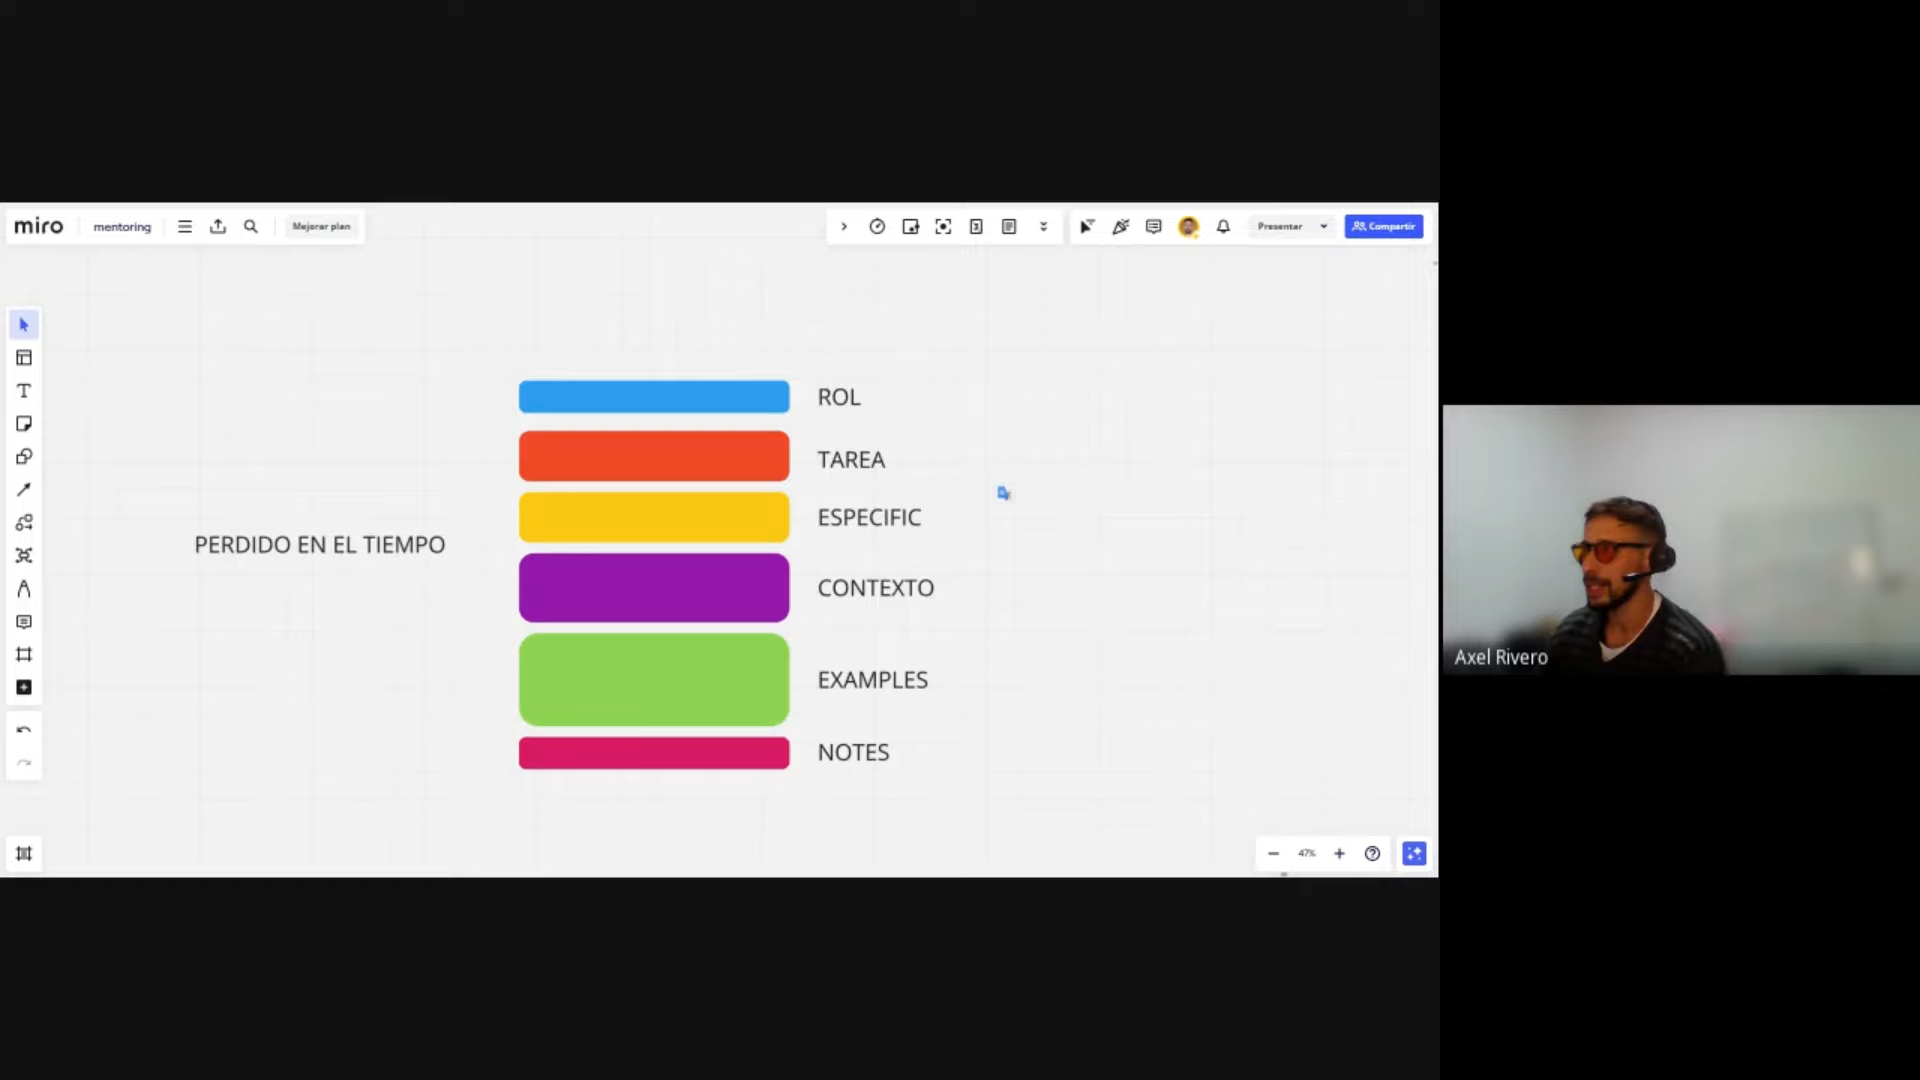 miro
mentoring
Mejorar plan
Presentar
Compartir
ROL
TAREA
ESPECIFIC
PERDIDO EN EL TIEMPO
CONTEXTO
EXAMPLES
NOTES
47%
Axel Rivero